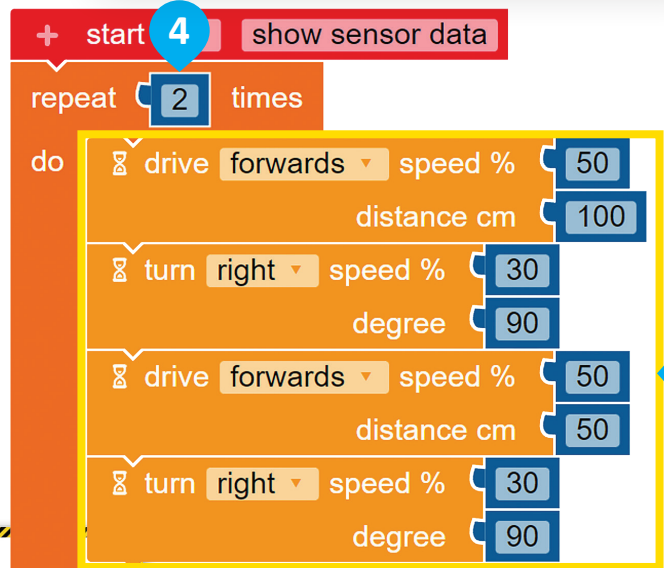 + start 4 show sensor data
repeat 2 times
do drive forwards speed % 50
distance cm 100
turn right speed % 30
degree 90
drive forwards speed % 50
distance cm 50
turn right speed % 30
degree 90